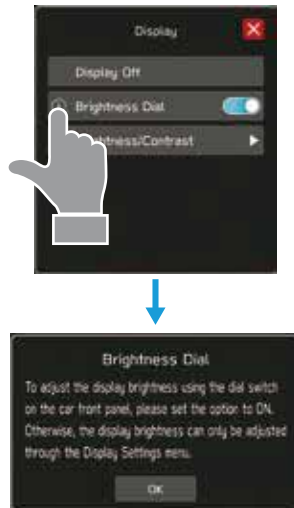 Display
Display Off
Brightness Dial
Brightness/Contrast
Brightness Dial
To adjust the display brightness using the dial switch
on the car front panel, please set the option to ON.
Otherwise, the display brightness can only be adjusted
through the Display Settings menu.
OK